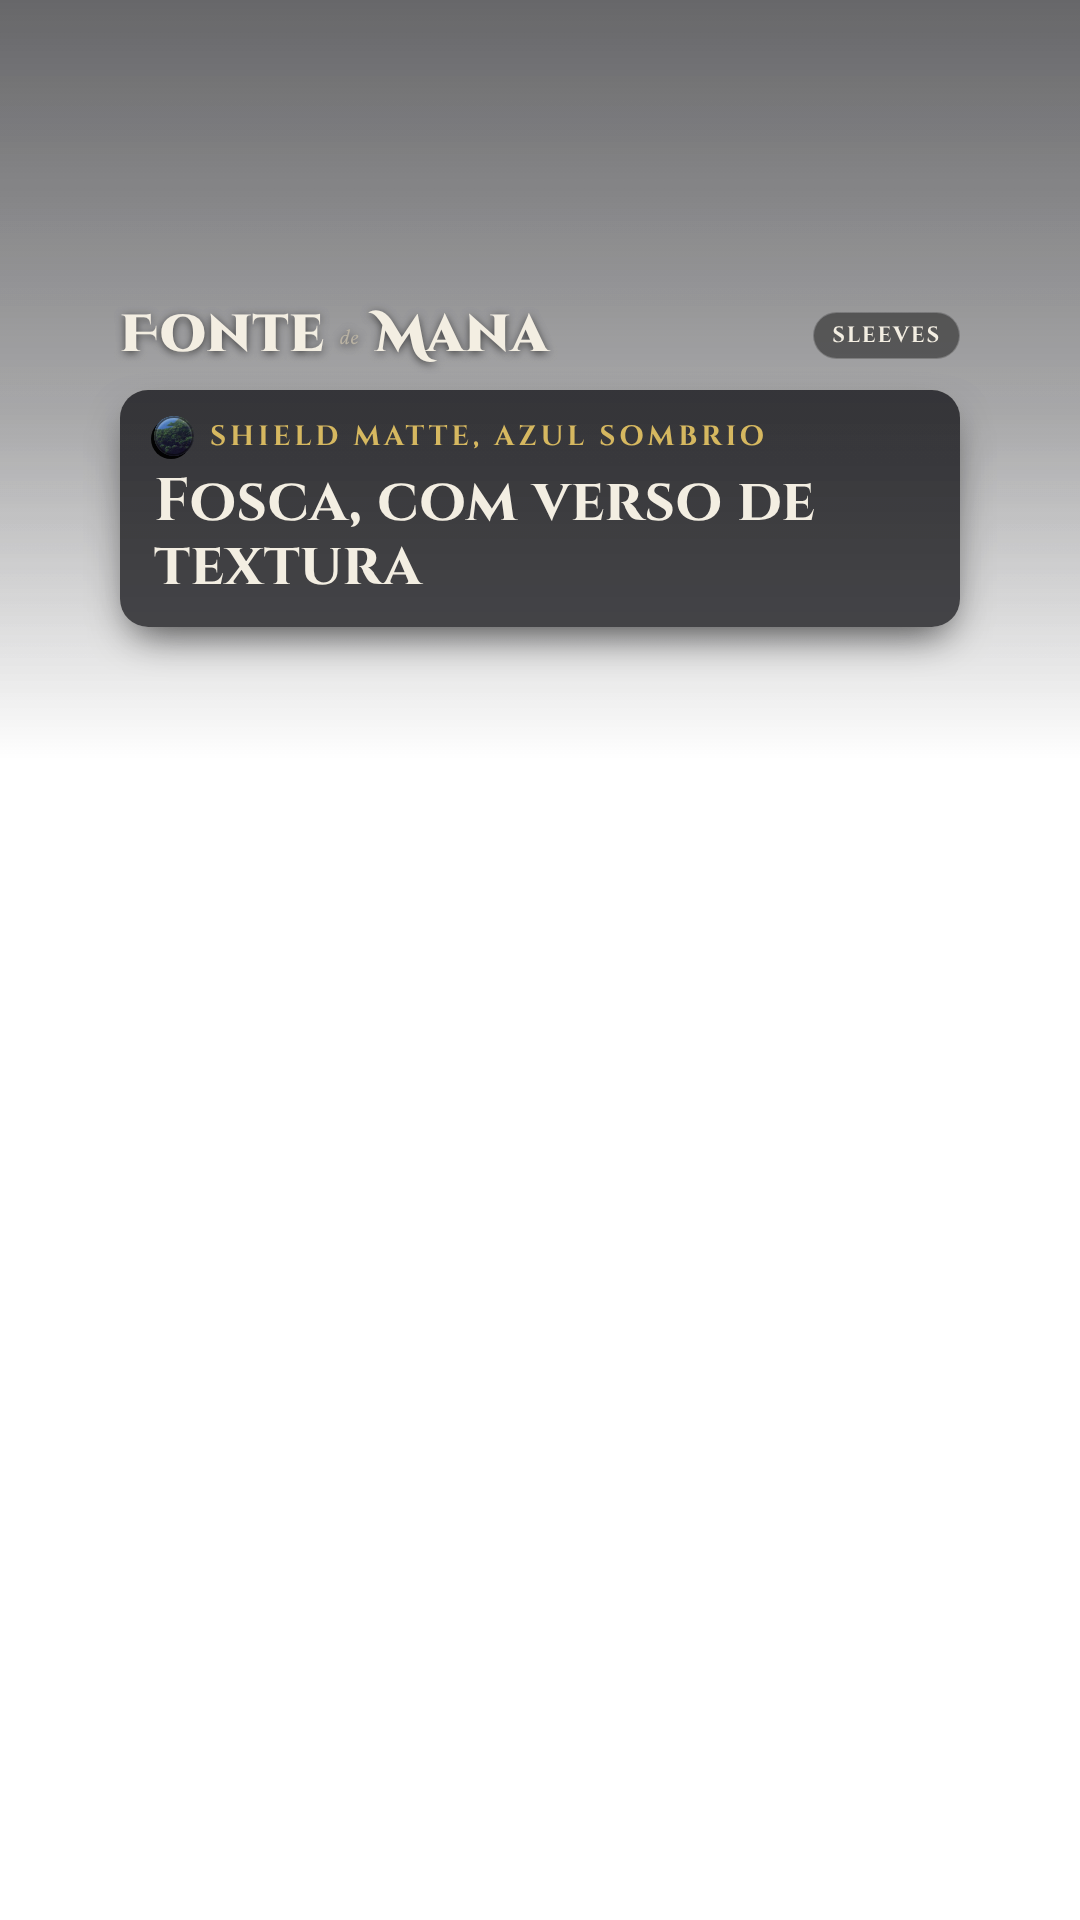 Fonte de Mana
SLEEVES
SHIELD MATTE, AZUL SOMBRIO
Fosca, com verso de
textura